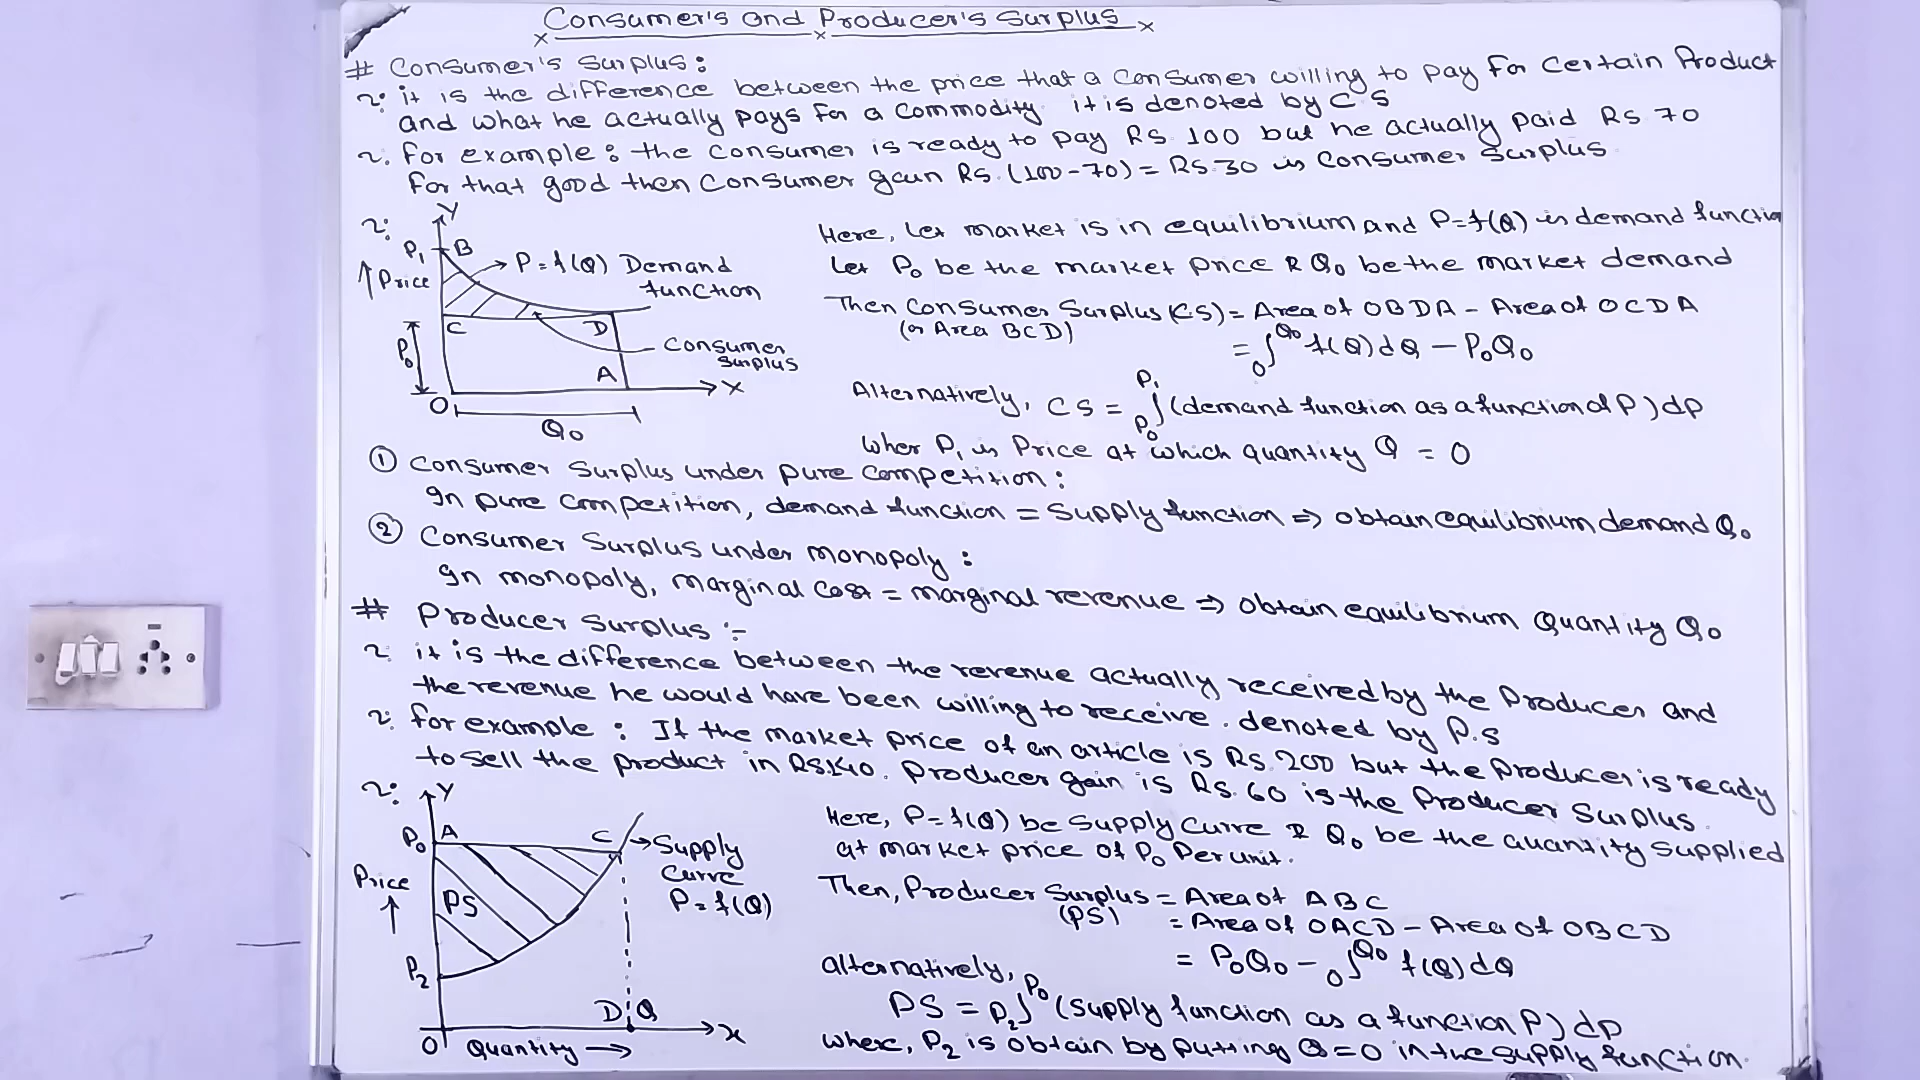 Consumer's and Producer's Surplus
# Consumer's Surplus:
it is the difference between the price that a Consumer willing to pay for certain Product
and what he actually pays for a Commodity it is denoted by C S
for example: the consumer is ready to pay RS 100 but he actually paid RS 70
for that good then Consumer gain RS. (100-70) = RS.30 is Consumer Surplus
Y
P₁ B
↑ Price
P = f(Q) Demand
function
C D
P₀
Consumer
Surplus
A
X
O
Q₀
Here, Let market is in equilibrium and P=f(Q) is demand function
Let P₀ be the market price & Q₀ be the market demand
Then Consumer Surplus (CS) = Area of OBDA - Area of OCDA
(or Area BCD)
= ₀∫^Q₀ f(Q)dQ - P₀Q₀
Alternatively, CS = P₀∫^P₁ (demand function as a function of P) dp
wher P₁ is Price at which quantity Q = 0
① Consumer Surplus under pure Competition:
In pure Competition, demand function = Supply function ⇒ obtain equilibrium demand Q₀
② Consumer Surplus under monopoly:
In monopoly, marginal Cost = marginal revenue ⇒ obtain equilibrium Quantity Q₀
# Producer Surplus :-
it is the difference between the revenue actually received by the Producer and
the revenue he would have been willing to receive. denoted by P.S
for example: If the market price of an article is RS. 200 but the producer is ready
to sell the product in RS.140. Producer gain is RS. 60 is the Producer Surplus.
Y
P₀ A C
Supply
Curve
P = f(Q)
Price
↑
PS
P₂
D Q
x
O Quantity →
Here, P=f(Q) be Supply Curve & Q₀ be the quantity supplied
at market price of P₀ Per unit.
Then, Producer Surplus = Area of ABC
(PS) = Area of OACD - Area of OBCD
= P₀Q₀ - ₀∫^Q₀ f(Q)dQ
alternatively,
PS = P₂∫^P₀ (Supply function as a function P) dp
where, P₂ is obtain by putting Q=0 in the supply function.